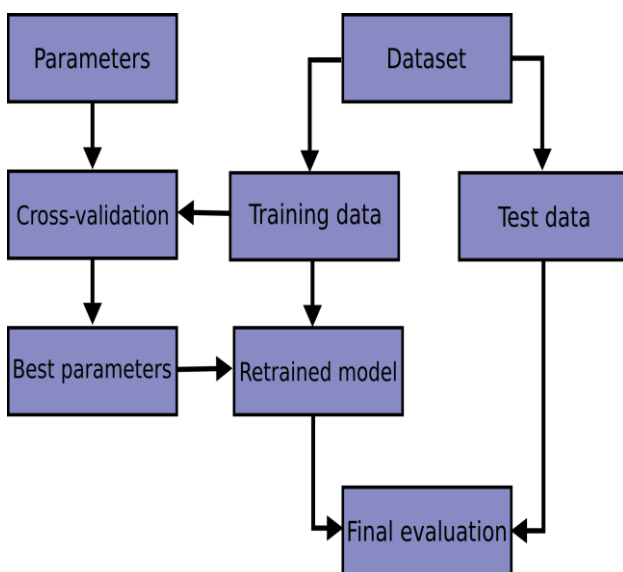 Parameters
Dataset
Cross-validation
Training data
Test data
Best parameters
Retrained model
Final evaluation